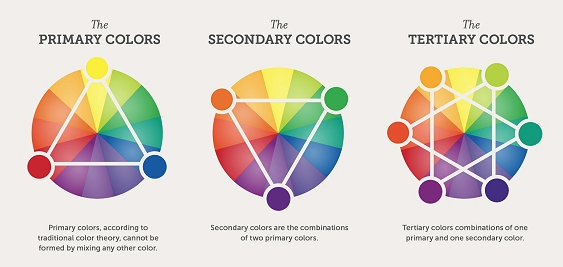 The
PRIMARY COLORS
Primary colors, according to
traditional color theory, cannot be
formed by mixing any other color.
The
SECONDARY COLORS
Secondary colors are the combinations
of two primary colors.
The
TERTIARY COLORS
Tertiary colors combinations of one
primary and one secondary color.